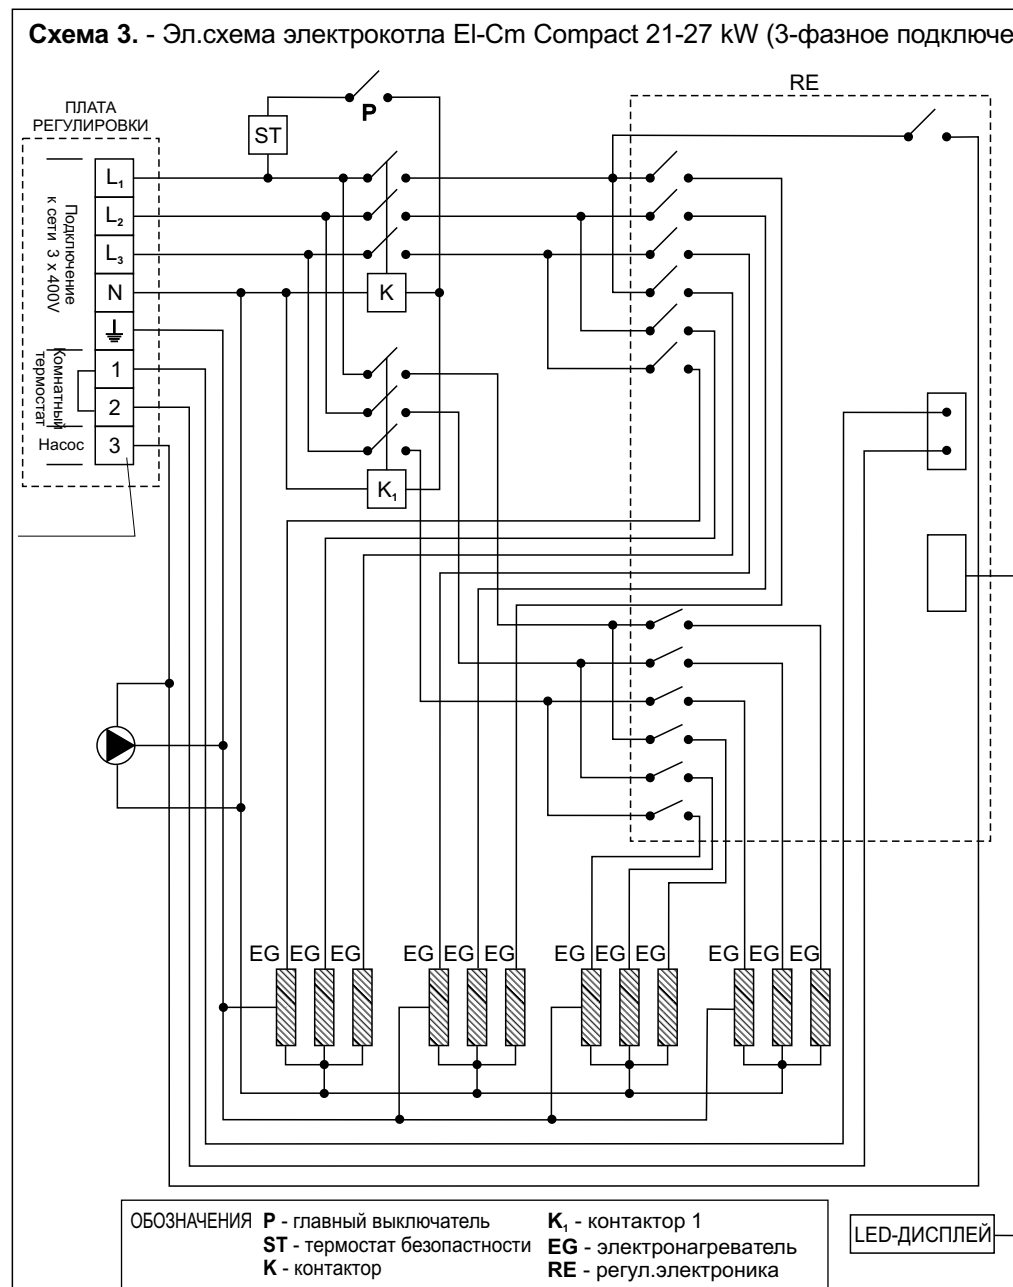 Схема 3. - Эл.схема электрокотла El-Cm Compact 21-27 kW (3-фазное подключе
RE
ПЛАТА
РЕГУЛИРОВКИ
P
ST
L₁
L₂
L₃
N
1
2
3
Подключение
к сети 3 x 400V
Комнатный
термостат
Насос
K
K₁
EG EG EG EG EG EG EG EG EG EG EG EG
ОБОЗНАЧЕНИЯ P - главный выключатель
ST - термостат безопастности
K - контактор
K₁ - контактор 1
EG - электронагреватель
RE - регул.электроника
LED-ДИСПЛЕЙ